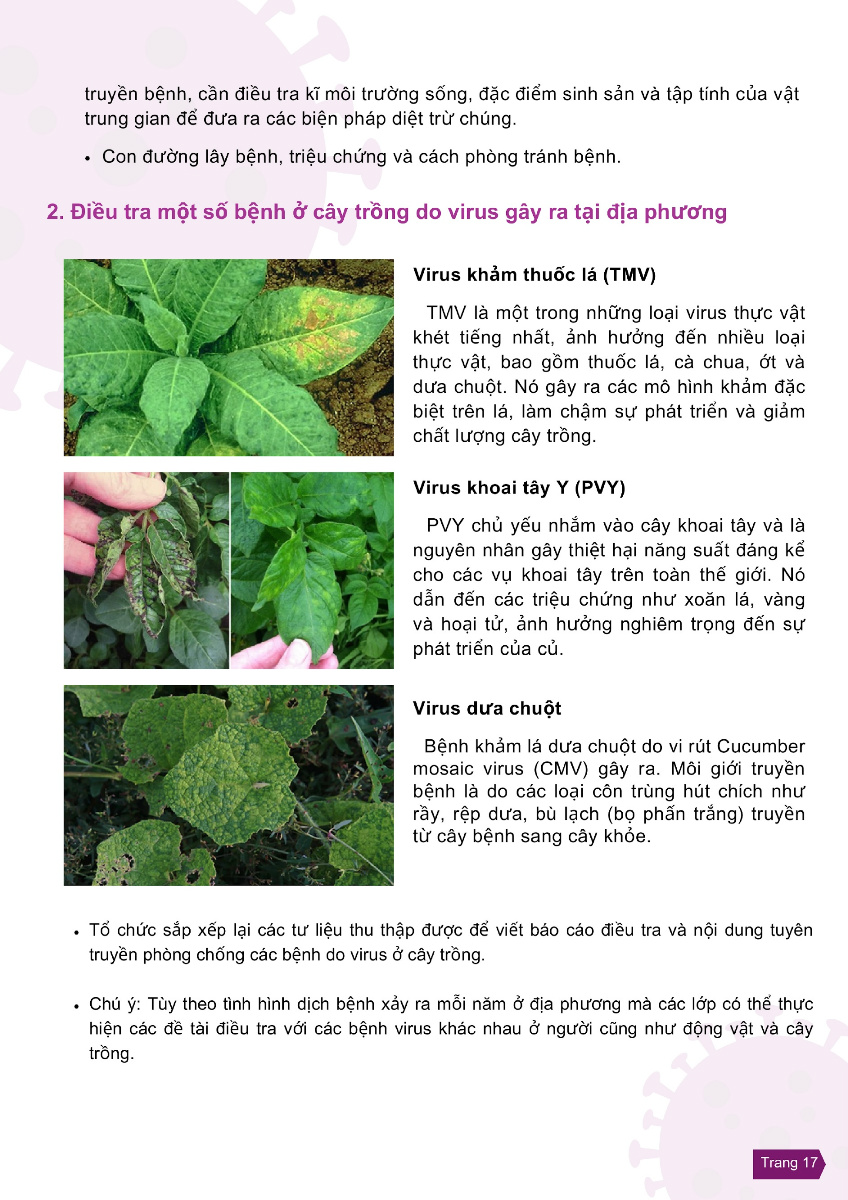 truyền bệnh, cần điều tra kĩ môi trường sống, đặc điểm sinh sản và tập tính của vật
trung gian để đưa ra các biện pháp diệt trừ chúng.
• Con đường lây bệnh, triệu chứng và cách phòng tránh bệnh.
2. Điều tra một số bệnh ở cây trồng do virus gây ra tại địa phương
Virus khảm thuốc lá (TMV)
TMV là một trong những loại virus thực vật
khét tiếng nhất, ảnh hưởng đến nhiều loại
thực vật, bao gồm thuốc lá, cà chua, ớt và
dưa chuột. Nó gây ra các mô hình khảm đặc
biệt trên lá, làm chậm sự phát triển và giảm
chất lượng cây trồng.
Virus khoai tây Y (PVY)
PVY chủ yếu nhắm vào cây khoai tây và là
nguyên nhân gây thiệt hại năng suất đáng kể
cho các vụ khoai tây trên toàn thế giới. Nó
dẫn đến các triệu chứng như xoăn lá, vàng
và hoại tử, ảnh hưởng nghiêm trọng đến sự
phát triển của củ.
Virus dưa chuột
Bệnh khảm lá dưa chuột do vi rút Cucumber
mosaic virus (CMV) gây ra. Môi giới truyền
bệnh là do các loại côn trùng hút chích như
rầy, rệp dưa, bù lạch (bọ phấn trắng) truyền
từ cây bệnh sang cây khỏe.
• Tổ chức sắp xếp lại các tư liệu thu thập được để viết báo cáo điều tra và nội dung tuyên
truyền phòng chống các bệnh do virus ở cây trồng.
• Chú ý: Tùy theo tình hình dịch bệnh xảy ra mỗi năm ở địa phương mà các lớp có thể thực
hiện các đề tài điều tra với các bệnh virus khác nhau ở người cũng như động vật và cây
trồng.
Trang 17